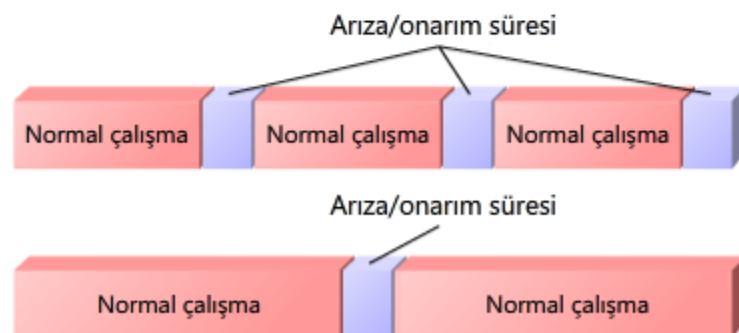 Arıza/onarım süresi
Normal çalışma Normal çalışma Normal çalışma
Arıza/onarım süresi
Normal çalışma Normal çalışma